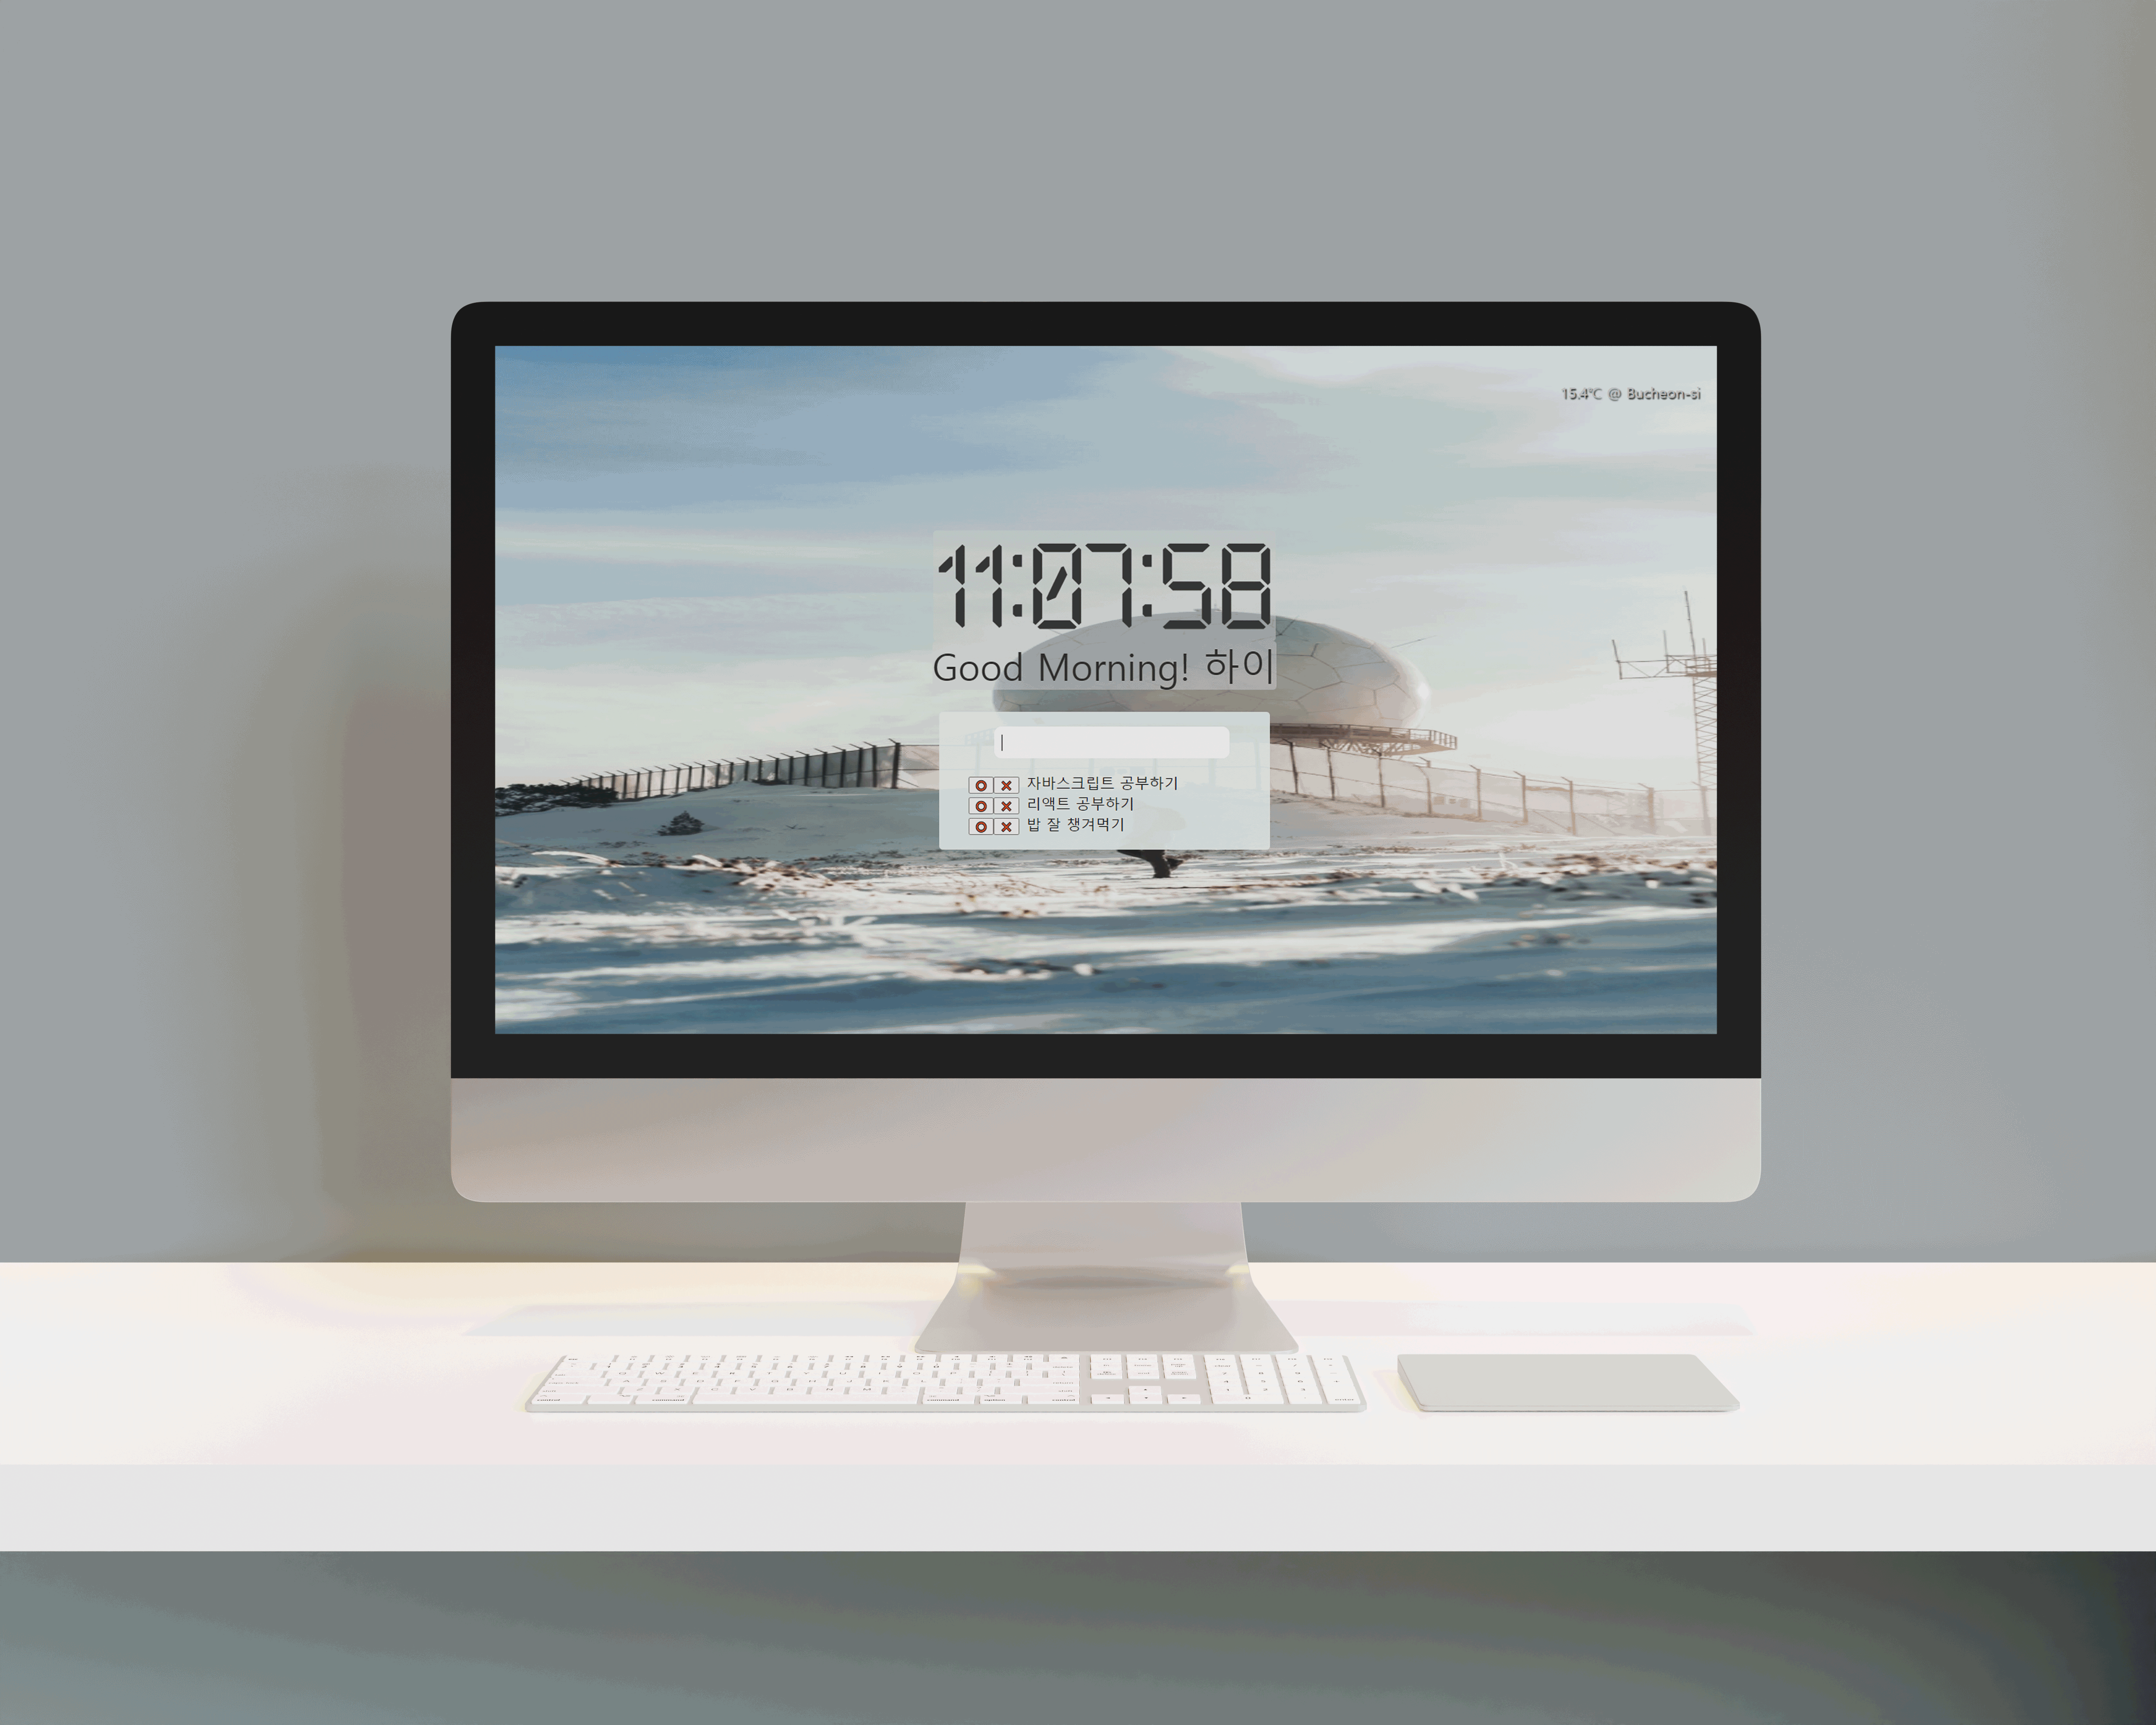 15.4℃ @ Bucheon-si
11:07:58
Good Morning! 하이
⭕ ❌ 자바스크립트 공부하기
⭕ ❌ 리액트 공부하기
⭕ ❌ 밥 잘 챙겨먹기